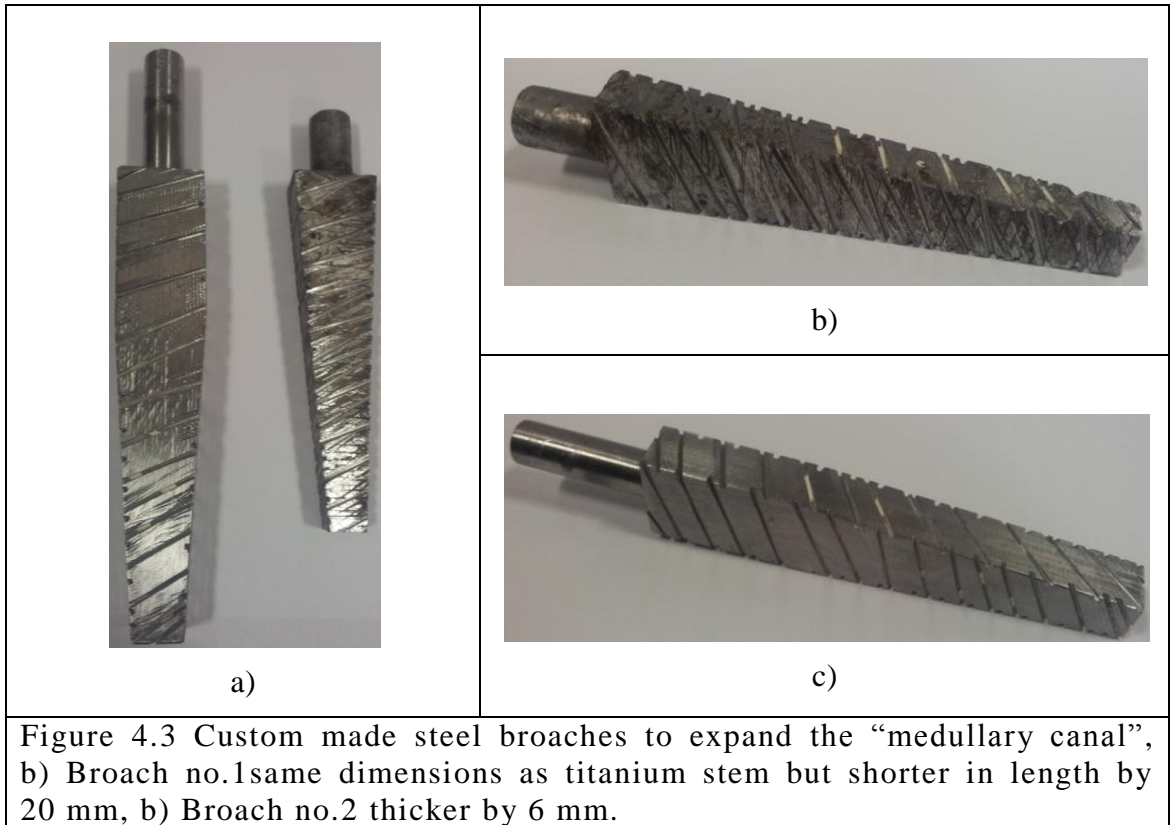 a)
b)
c)
Figure 4.3 Custom made steel broaches to expand the “medullary canal”,
b) Broach no.1same dimensions as titanium stem but shorter in length by
20 mm, b) Broach no.2 thicker by 6 mm.